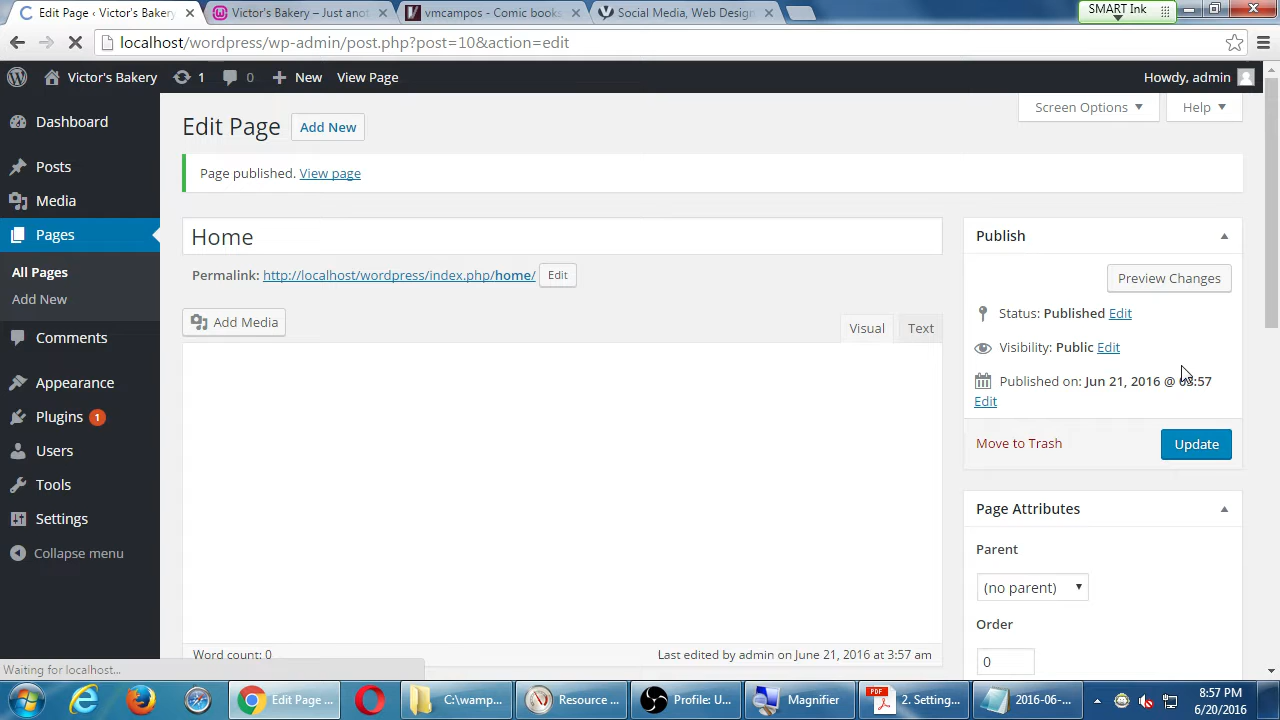 Edit Page ‹ Victor's Bakery
Victor's Bakery – Just anot
vmcampos - Comic books
Social Media, Web Design
SMART Ink
localhost/wordpress/wp-admin/post.php?post=10&action=edit
Victor's Bakery
1
0
New
View Page
Howdy, admin
Screen Options
Help
Dashboard
Posts
Media
Pages
All Pages
Add New
Comments
Appearance
Plugins 1
Users
Tools
Settings
Collapse menu
Edit Page
Add New
Page published. View page
Home
Permalink: http://localhost/wordpress/index.php/home/
Edit
Add Media
Visual
Text
Word count: 0
Last edited by admin on June 21, 2016 at 3:57 am
Publish
Preview Changes
Status: Published Edit
Visibility: Public Edit
Published on: Jun 21, 2016 @ 03:57
Edit
Move to Trash
Update
Page Attributes
Parent
(no parent)
Order
0
Waiting for localhost...
Edit Page ...
C:\wamp...
Resource ...
Profile: U...
Magnifier
PDF
2. Setting...
2016-06-...
8:57 PM
6/20/2016